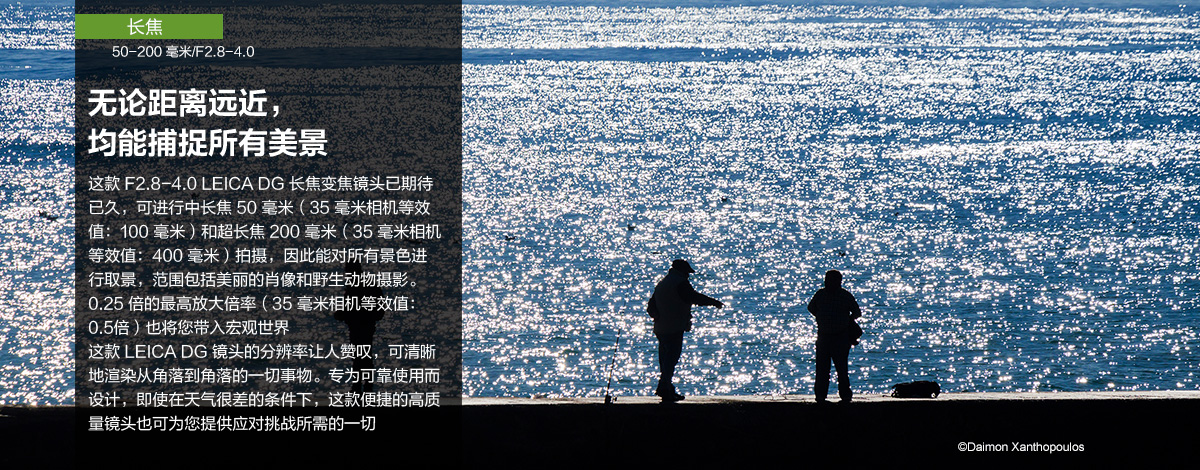 长焦
50-200 毫米/F2.8-4.0
无论距离远近，
均能捕捉所有美景
这款 F2.8-4.0 LEICA DG 长焦变焦镜头已期待
已久，可进行中长焦 50 毫米（35 毫米相机等效
值：100 毫米）和超长焦 200 毫米（35 毫米相机
等效值：400 毫米）拍摄，因此能对所有景色进
行取景，范围包括美丽的肖像和野生动物摄影。
0.25 倍的最高放大倍率（35 毫米相机等效值：
0.5倍）也将您带入宏观世界
这款 LEICA DG 镜头的分辨率让人赞叹，可清晰
地渲染从角落到角落的一切事物。专为可靠使用而
设计，即使在天气很差的条件下，这款便捷的高质
量镜头也可为您提供应对挑战所需的一切
©Daimon Xanthopoulos